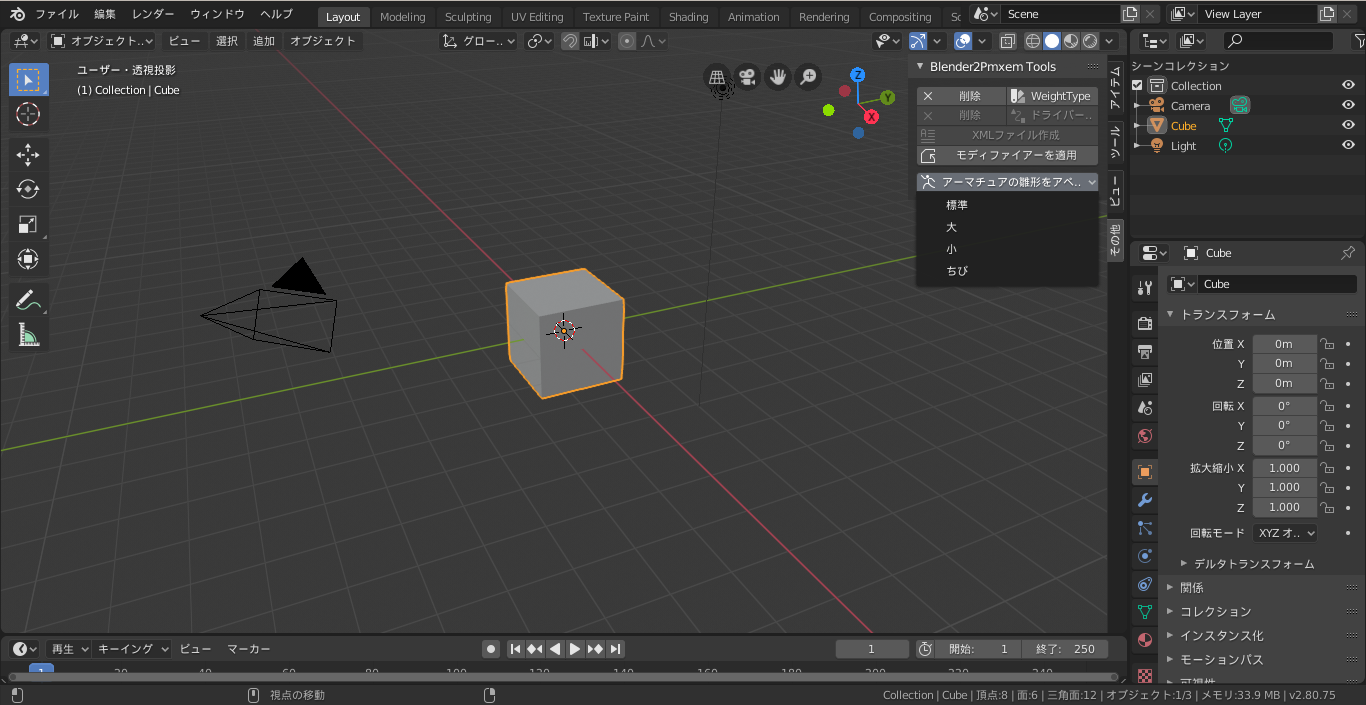 ファイル 編集 レンダー ウィンドウ ヘルプ Layout Modeling Sculpting UV Editing Texture Paint Shading Animation Rendering Compositing Sc Scene View Layer
オブジェクト.. ビュー 選択 追加 オブジェクト グロー..
ユーザー・透視投影
(1) Collection | Cube
Z
Y
X
Blender2Pmxem Tools
削除 WeightType
削除 ドライバー..
XMLファイル作成
モディファイアーを適用
アーマチュアの雛形をアペ..
標準
大
小
ちび
アイテム
ツール
ビュー
その他
シーンコレクション
Collection
Camera
Cube
Light
Cube
Cube
トランスフォーム
位置 X 0m
Y 0m
Z 0m
回転 X 0°
Y 0°
Z 0°
拡大縮小 X 1.000
Y 1.000
Z 1.000
回転モード XYZ オ..
デルタトランスフォーム
関係
コレクション
インスタンス化
モーションパス
可視性
再生 キーイング ビュー マーカー 1 開始: 1 終了: 250
1 20 40 60 80 100 120 140 160 180 200 220 240
視点の移動 Collection | Cube | 頂点:8 | 面:6 | 三角面:12 | オブジェクト:1/3 | メモリ:33.9 MB | v2.80.75